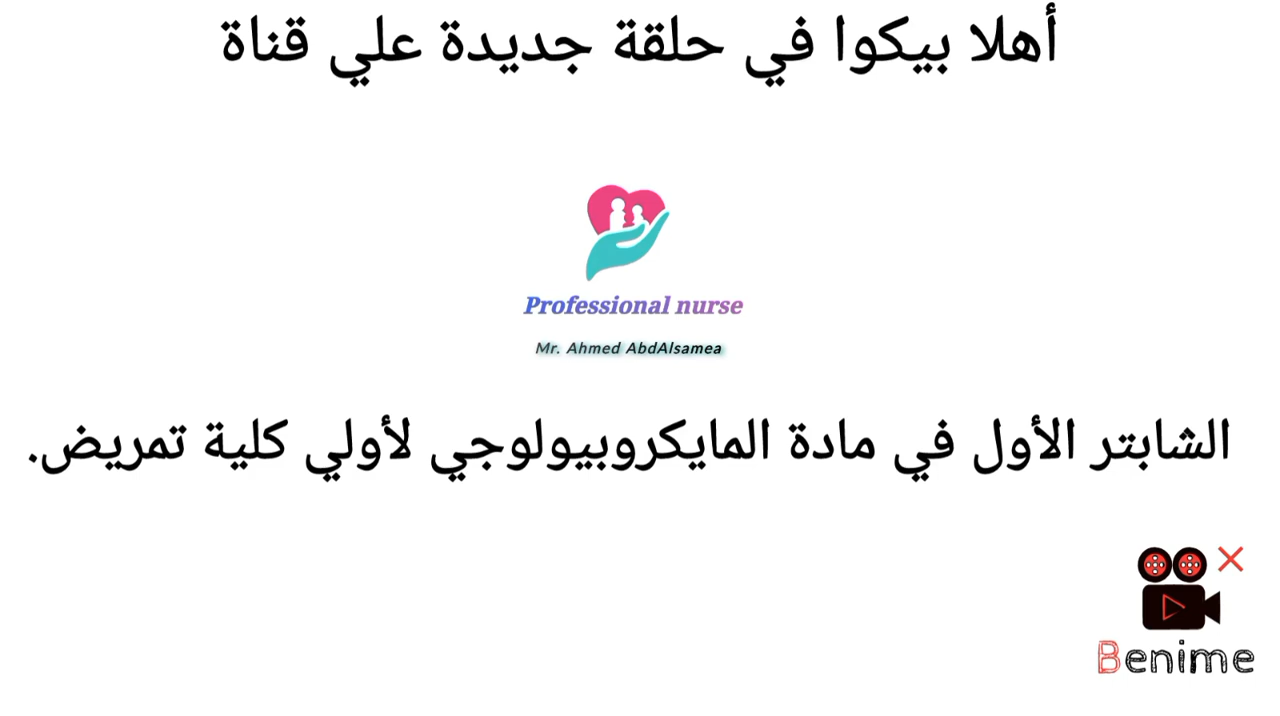 أهلا بيكوا في حلقة جديدة علي قناة
Professional nurse
Mr. Ahmed AbdAlsamea
الشابتر الأول في مادة المايكروبيولوجي لأولي كلية تمريض.
Benime